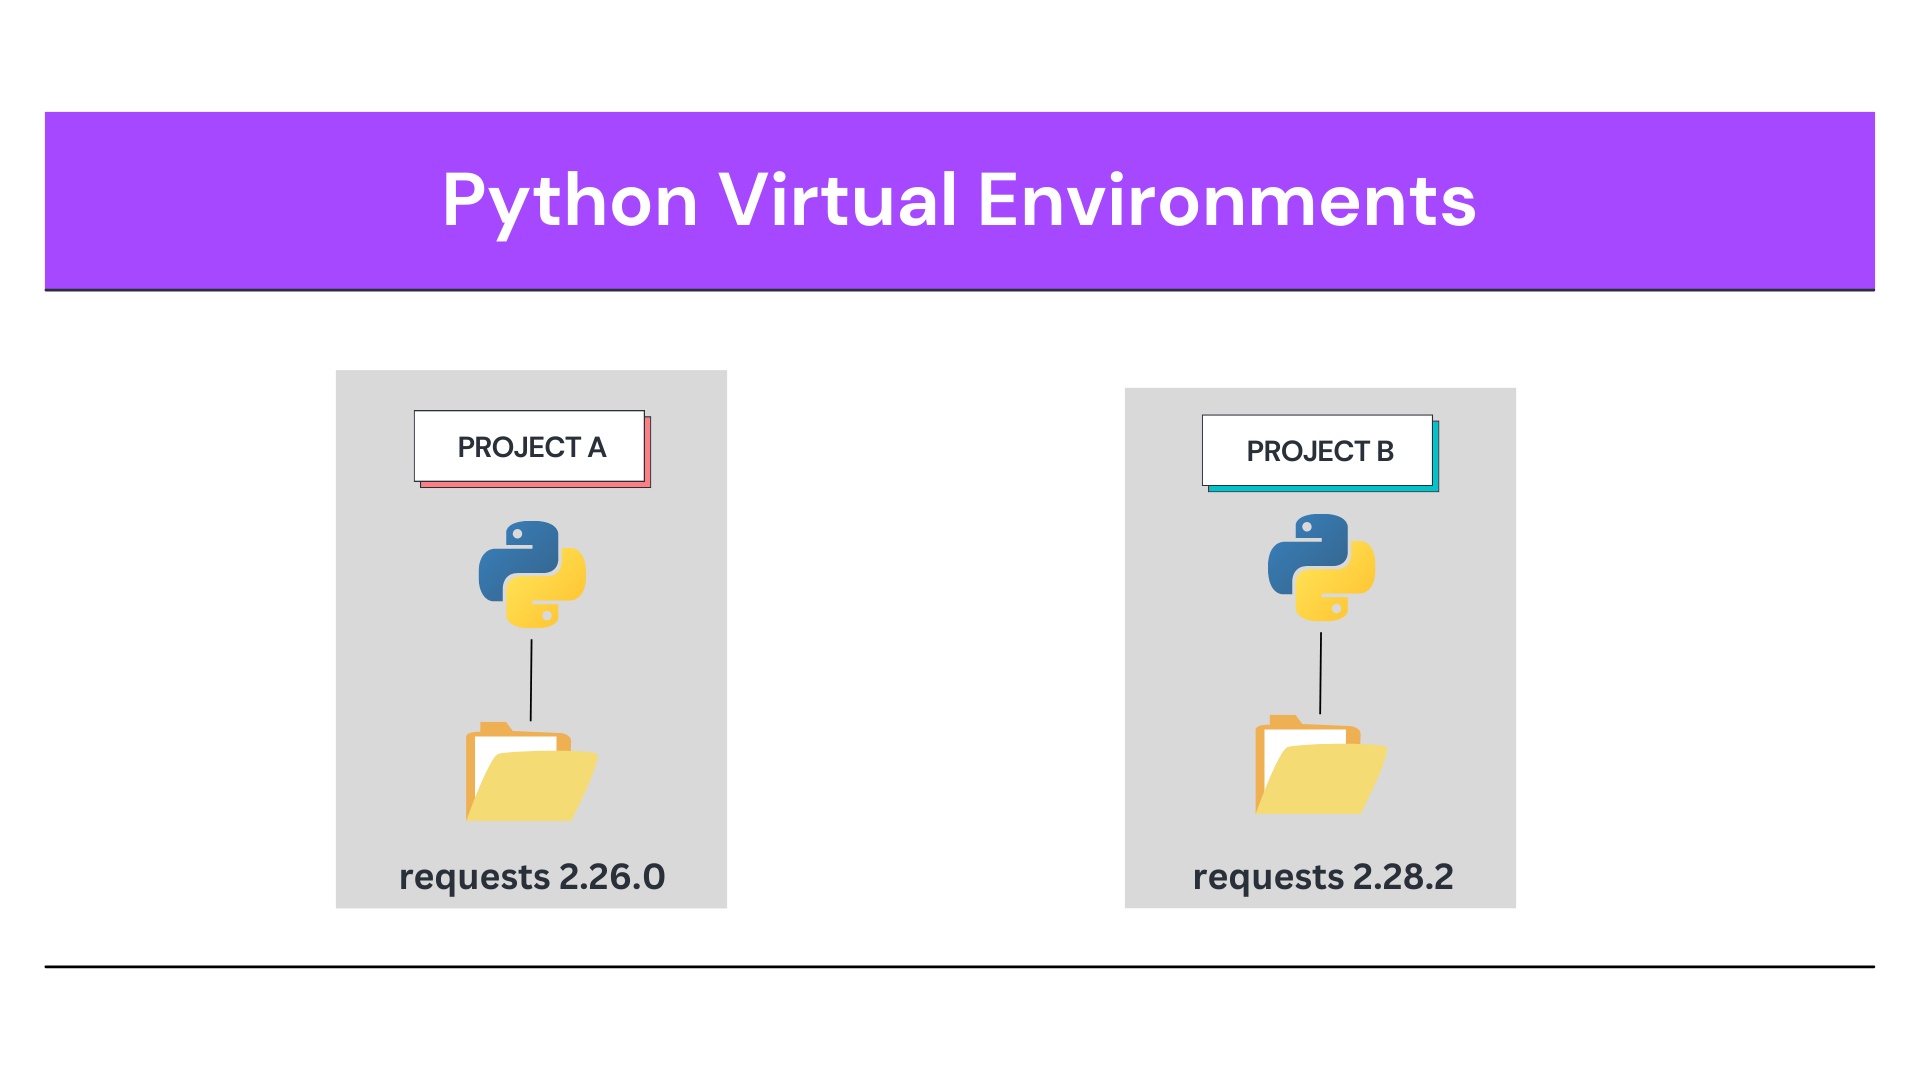 Python Virtual Environments
PROJECT A
PROJECT B
requests 2.26.0
requests 2.28.2